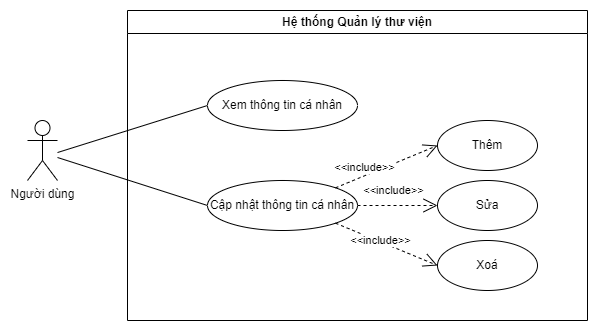 Hệ thống Quản lý thư viện
Xem thông tin cá nhân
Người dùng
Cập nhật thông tin cá nhân
<<include>>
Thêm
<<include>>
Sửa
<<include>>
Xoá